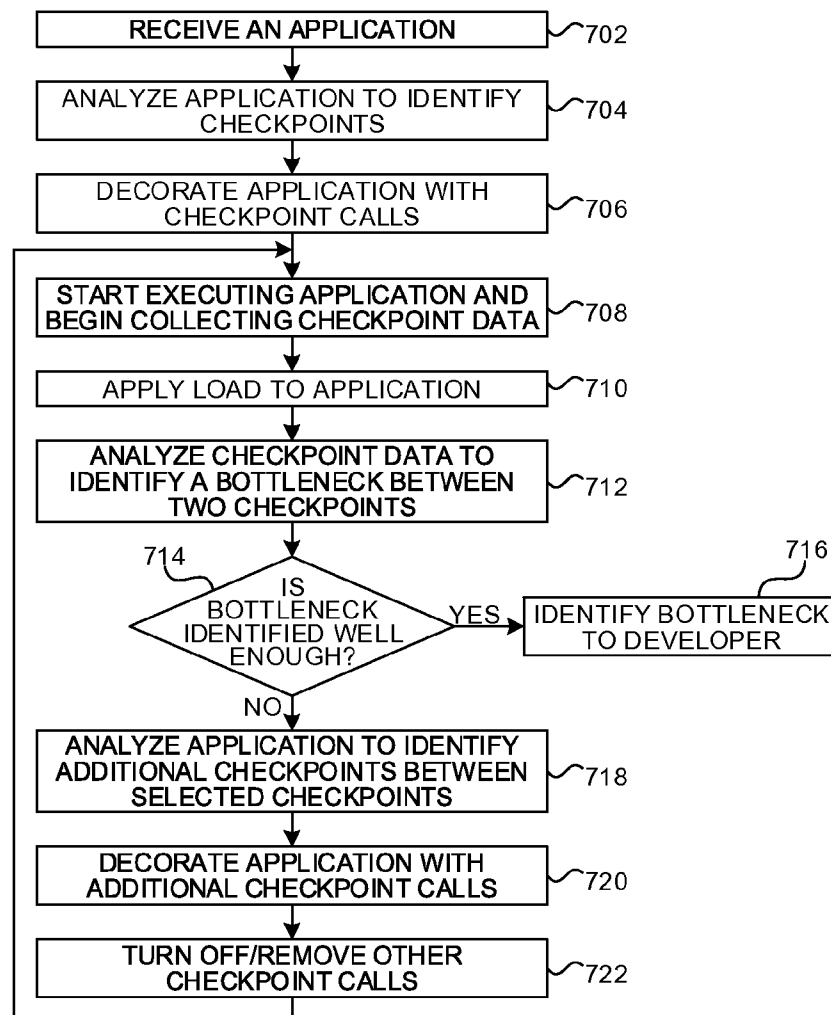 RECEIVE AN APPLICATION
702
ANALYZE APPLICATION TO IDENTIFY
CHECKPOINTS
704
DECORATE APPLICATION WITH
CHECKPOINT CALLS
706
START EXECUTING APPLICATION AND
BEGIN COLLECTING CHECKPOINT DATA
708
APPLY LOAD TO APPLICATION
710
ANALYZE CHECKPOINT DATA TO
IDENTIFY A BOTTLENECK BETWEEN
TWO CHECKPOINTS
712
714
IS
BOTTLENECK
IDENTIFIED WELL
ENOUGH?
YES
716
IDENTIFY BOTTLENECK
TO DEVELOPER
NO
ANALYZE APPLICATION TO IDENTIFY
ADDITIONAL CHECKPOINTS BETWEEN
SELECTED CHECKPOINTS
718
DECORATE APPLICATION WITH
ADDITIONAL CHECKPOINT CALLS
720
TURN OFF/REMOVE OTHER
CHECKPOINT CALLS
722